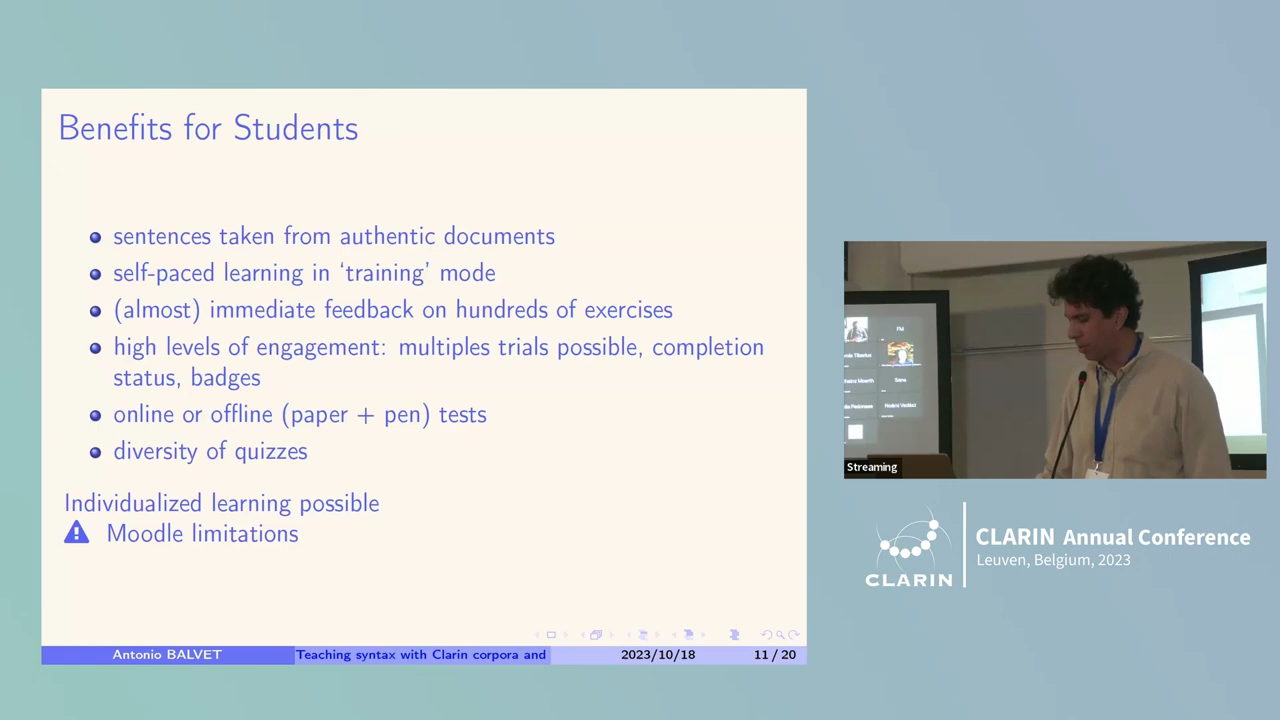 Benefits for Students
sentences taken from authentic documents
self-paced learning in ‘training’ mode
(almost) immediate feedback on hundreds of exercises
high levels of engagement: multiples trials possible, completion
status, badges
online or offline (paper + pen) tests
diversity of quizzes
Individualized learning possible
Moodle limitations
Antonio BALVET
Teaching syntax with Clarin corpora and
2023/10/18
11 / 20
FM
Sana
Streaming
CLARIN
CLARIN Annual Conference
Leuven, Belgium, 2023